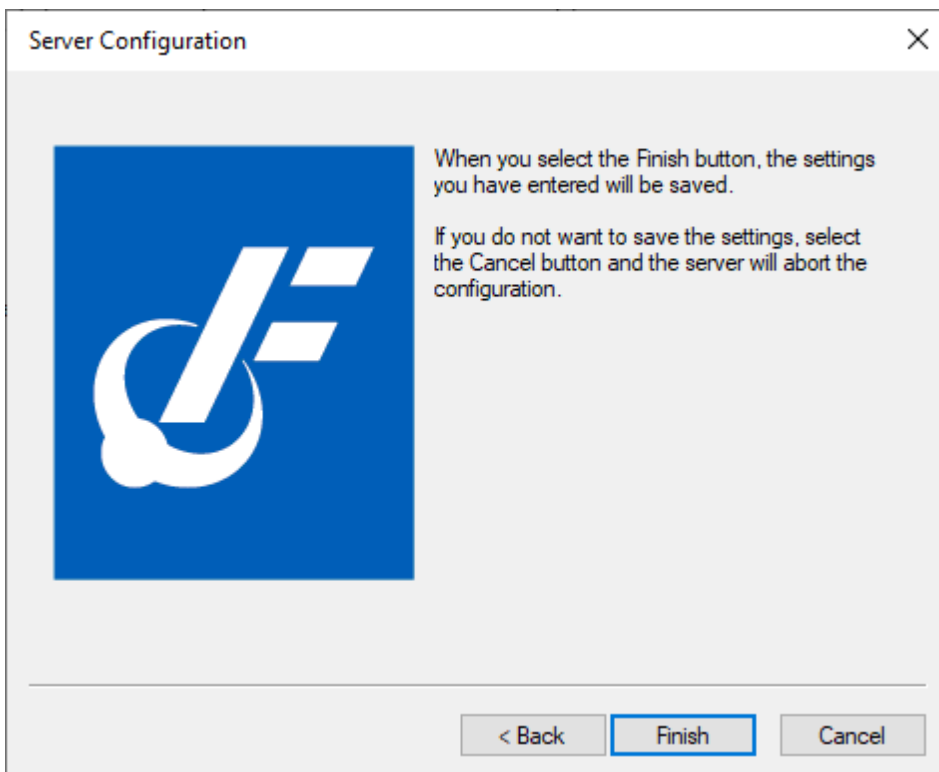 Server Configuration
When you select the Finish button, the settings
you have entered will be saved.
If you do not want to save the settings, select
the Cancel button and the server will abort the
configuration.
< Back
Finish
Cancel